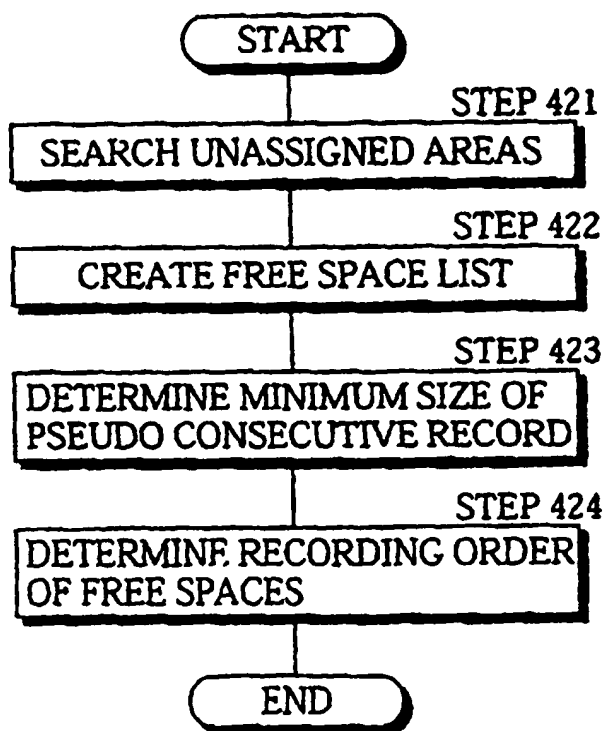 START
STEP 421
SEARCH UNASSIGNED AREAS
STEP 422
CREATE FREE SPACE LIST
STEP 423
DETERMINE MINIMUM SIZE OF
PSEUDO CONSECUTIVE RECORD
STEP 424
DETERMINE RECORDING ORDER
OF FREE SPACES
END